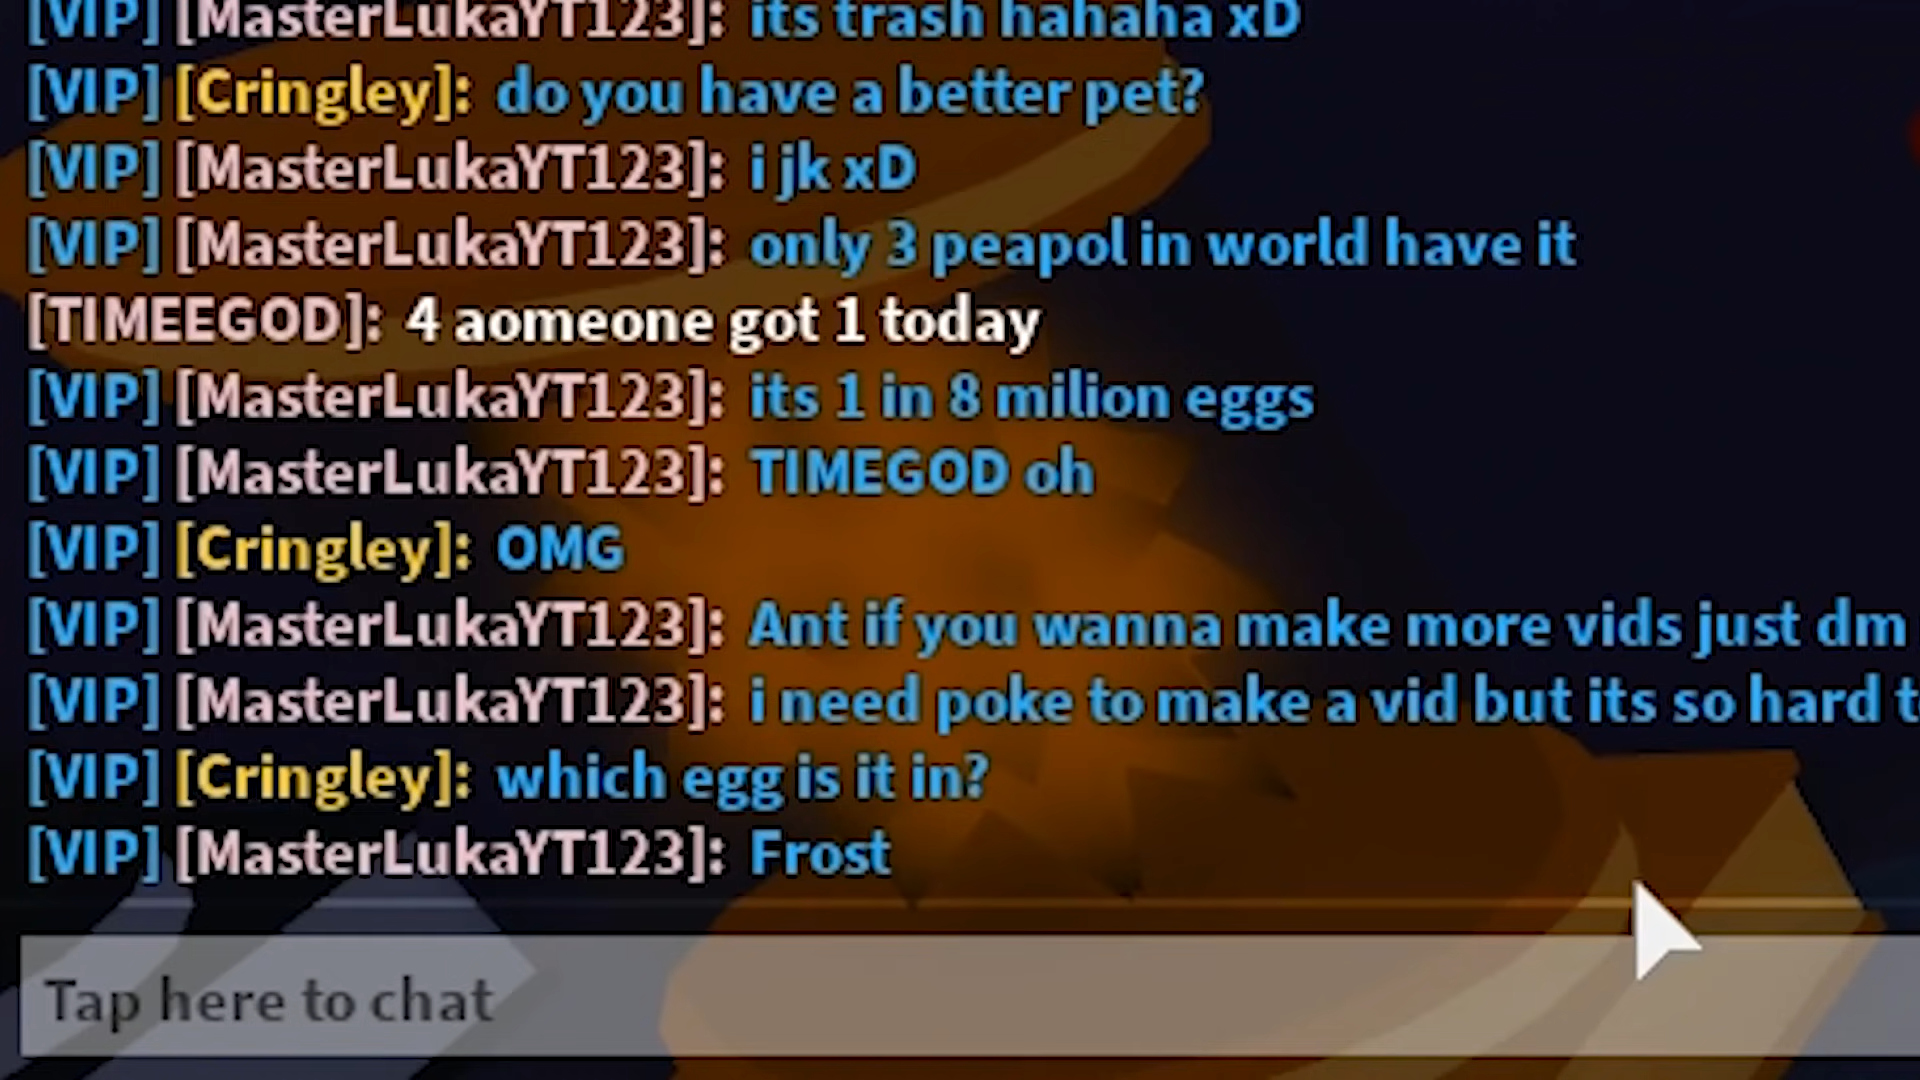 [VIP] [MasterLukaYT123]: its trash hahaha xD
[VIP] [Cringley]: do you have a better pet?
[VIP] [MasterLukaYT123]: i jk xD
[VIP] [MasterLukaYT123]: only 3 peapol in world have it
[TIMEEGOD]: 4 aomeone got 1 today
[VIP] [MasterLukaYT123]: its 1 in 8 milion eggs
[VIP] [MasterLukaYT123]: TIMEGOD oh
[VIP] [Cringley]: OMG
[VIP] [MasterLukaYT123]: Ant if you wanna make more vids just dm
[VIP] [MasterLukaYT123]: i need poke to make a vid but its so hard
[VIP] [Cringley]: which egg is it in?
[VIP] [MasterLukaYT123]: Frost
Tap here to chat